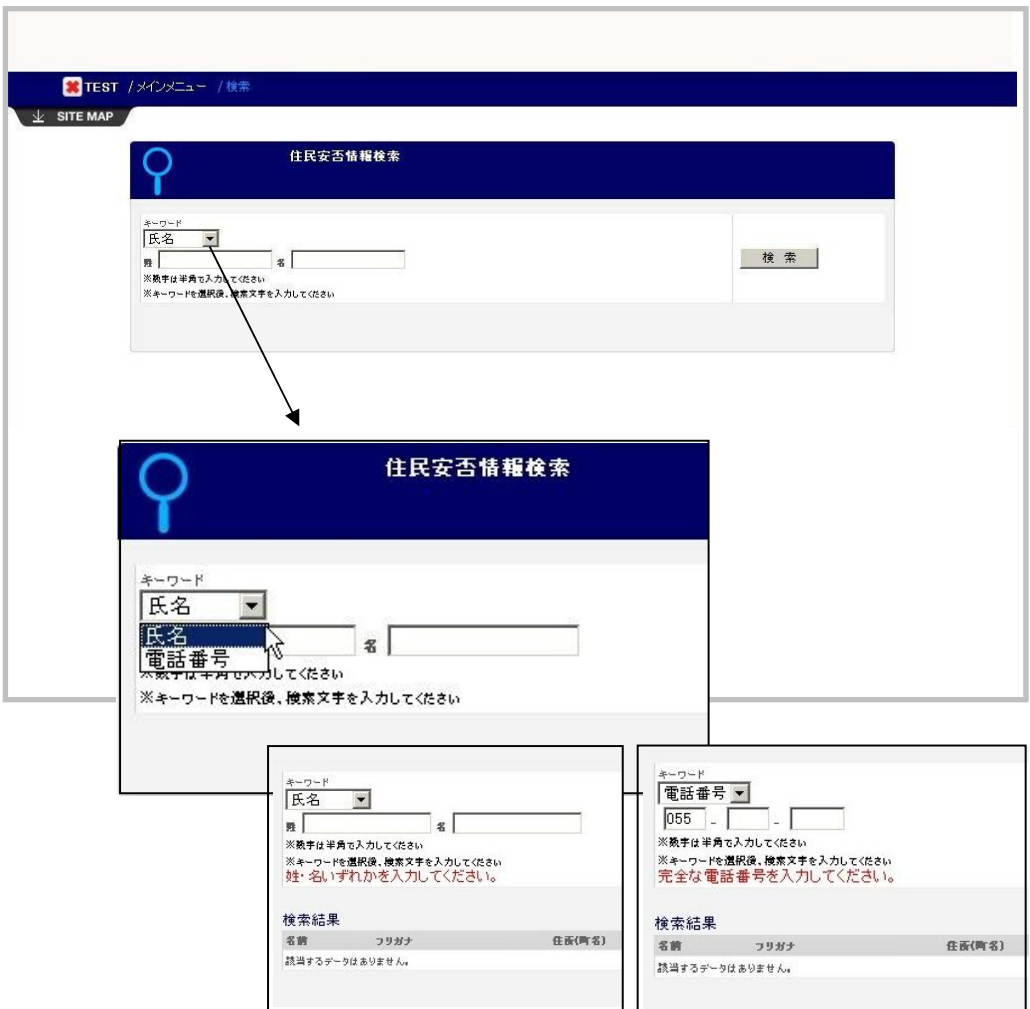 TEST /メインメニュー /検索
SITE MAP
住民安否情報検索
キーワード
氏名
姓 名
検 索
※数字は半角で入力してください
※キーワードを選択後、検索文字を入力してください
住民安否情報検索
キーワード
氏名
氏名
名
電話番号
※数字は半角で入力してください
※キーワードを選択後、検索文字を入力してください
キーワード
氏名
姓 名
※数字は半角で入力してください
※キーワードを選択後、検索文字を入力してください
姓・名いずれかを入力してください。
検索結果
名前 フリガナ 住所(町名)
該当するデータはありません。
キーワード
電話番号
055 - -
※数字は半角で入力してください
※キーワードを選択後、検索文字を入力してください
完全な電話番号を入力してください。
検索結果
名前 フリガナ 住所(町名)
該当するデータはありません。